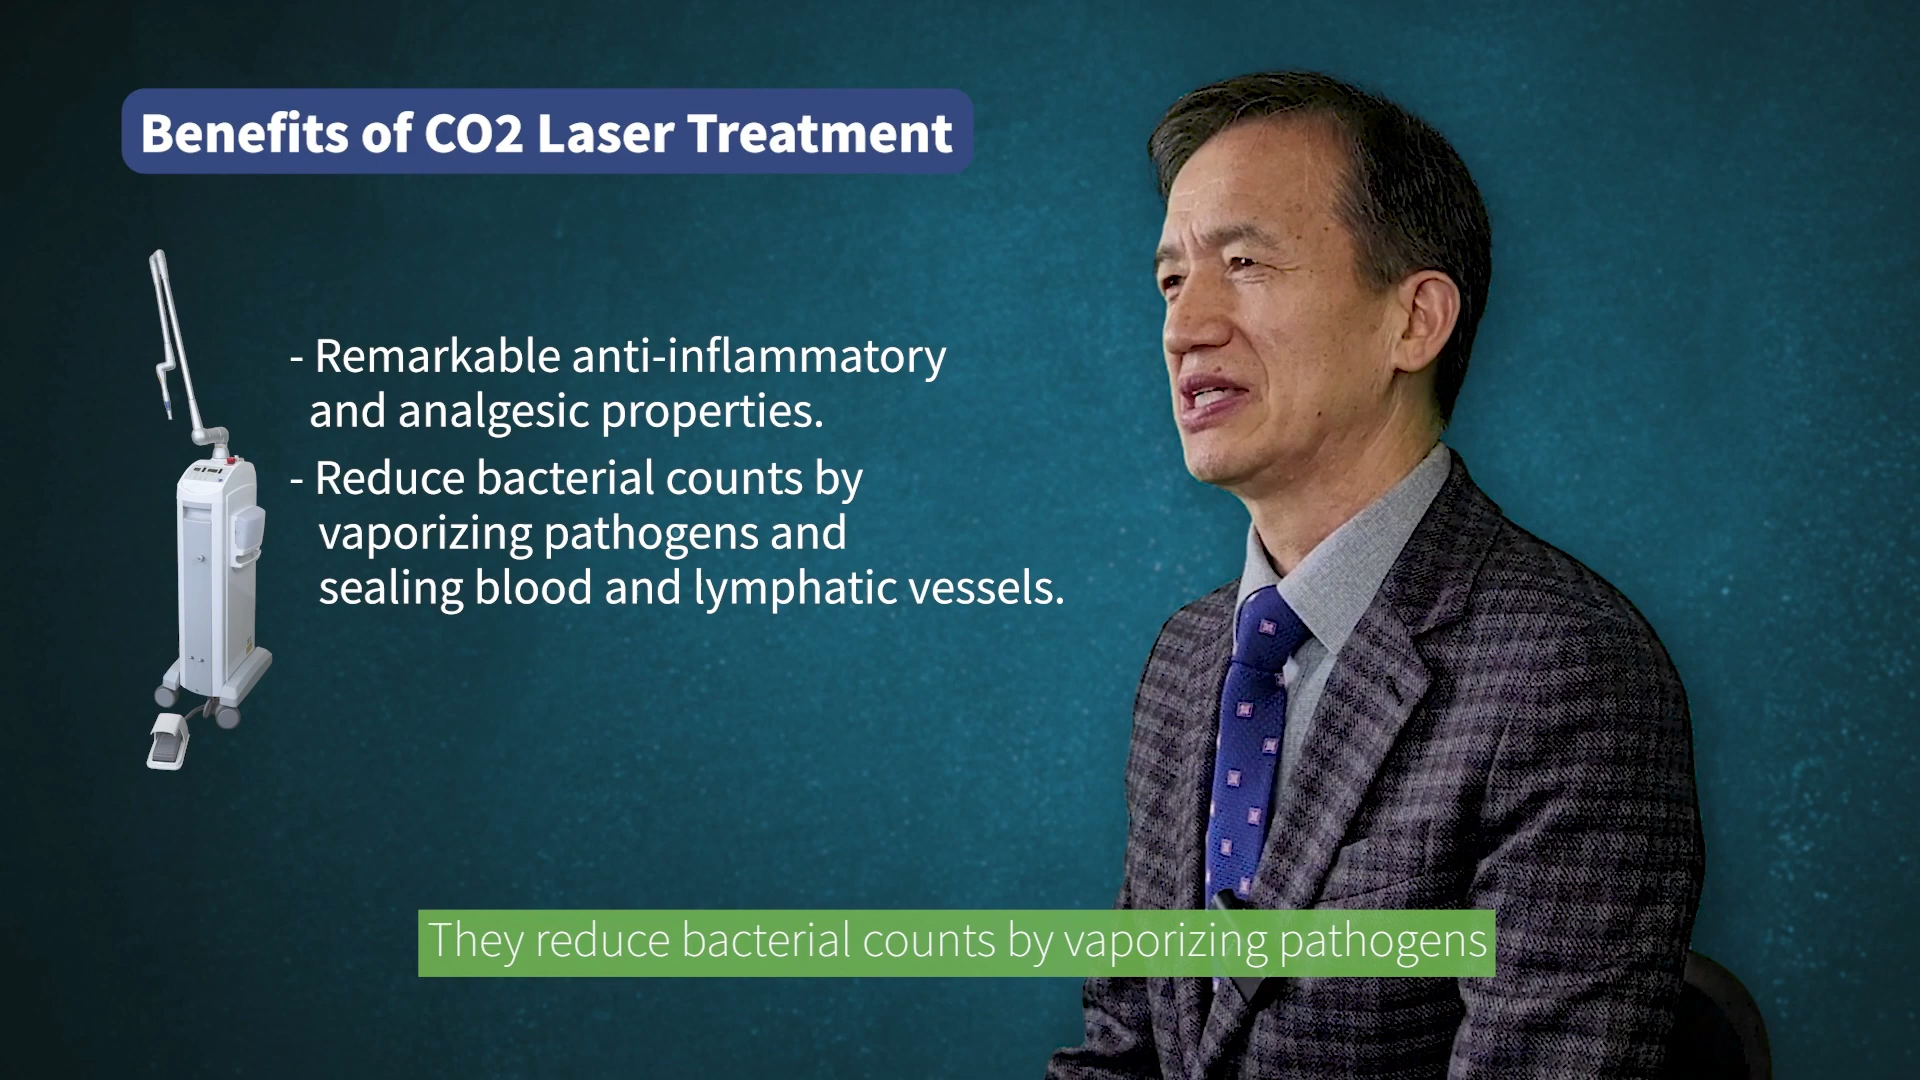 Benefits of CO2 Laser Treatment
- Remarkable anti-inflammatory
and analgesic properties.
- Reduce bacterial counts by
vaporizing pathogens and
sealing blood and lymphatic vessels.
They reduce bacterial counts by vaporizing pathogens